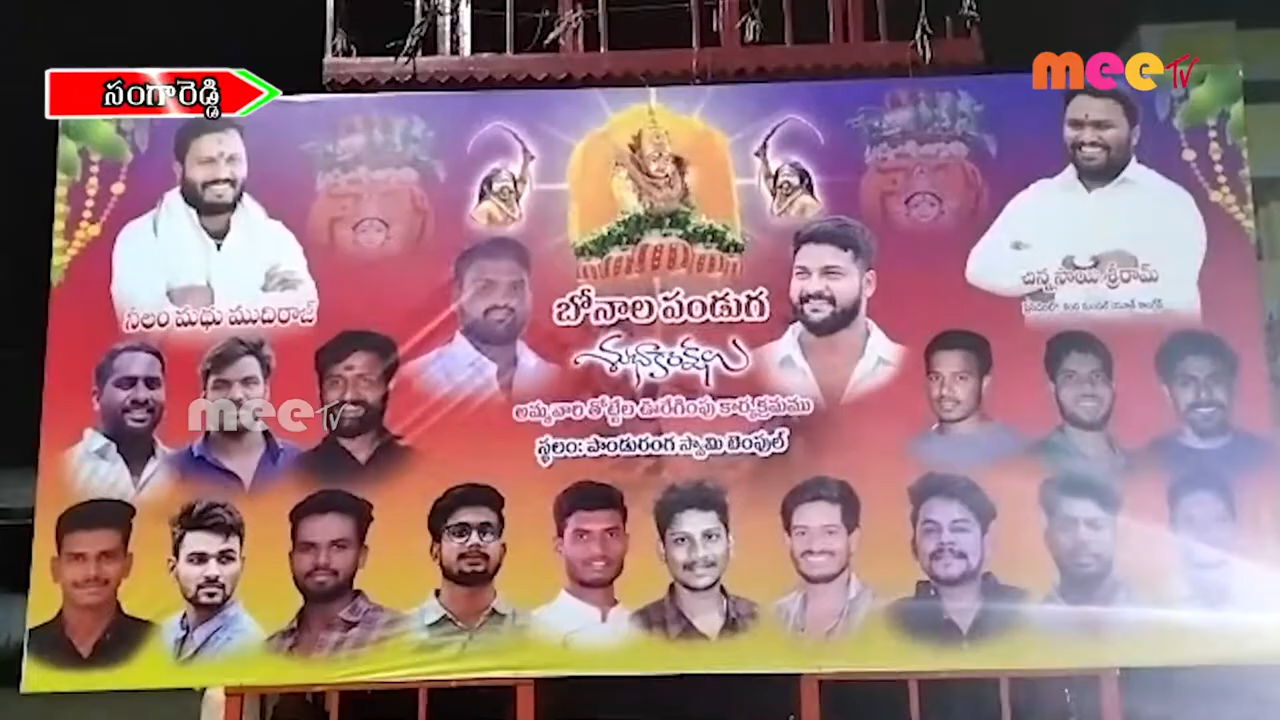 సంగారెడ్డి
mee TV
నీలం మధు ముదిరాజ్
చిన్న సాయి శ్రీరామ్
బోనాల పండుగ
శుభాకాంక్షలు
అమ్మవారి తొట్టెల ఊరేగింపు కార్యక్రమము
స్థలం: పాండురంగ స్వామి టెంపుల్
mee TV